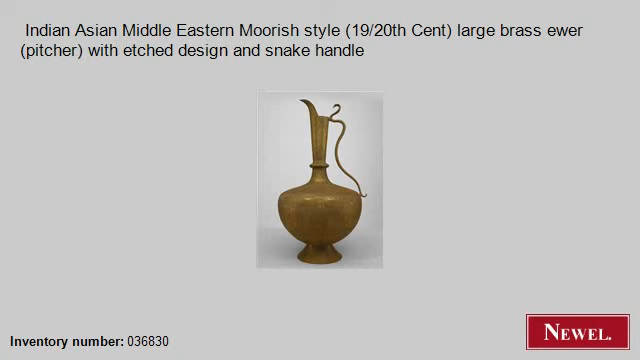 Indian Asian Middle Eastern Moorish style (19/20th Cent) large brass ewer
(pitcher) with etched design and snake handle
Inventory number: 036830
NEWEL.